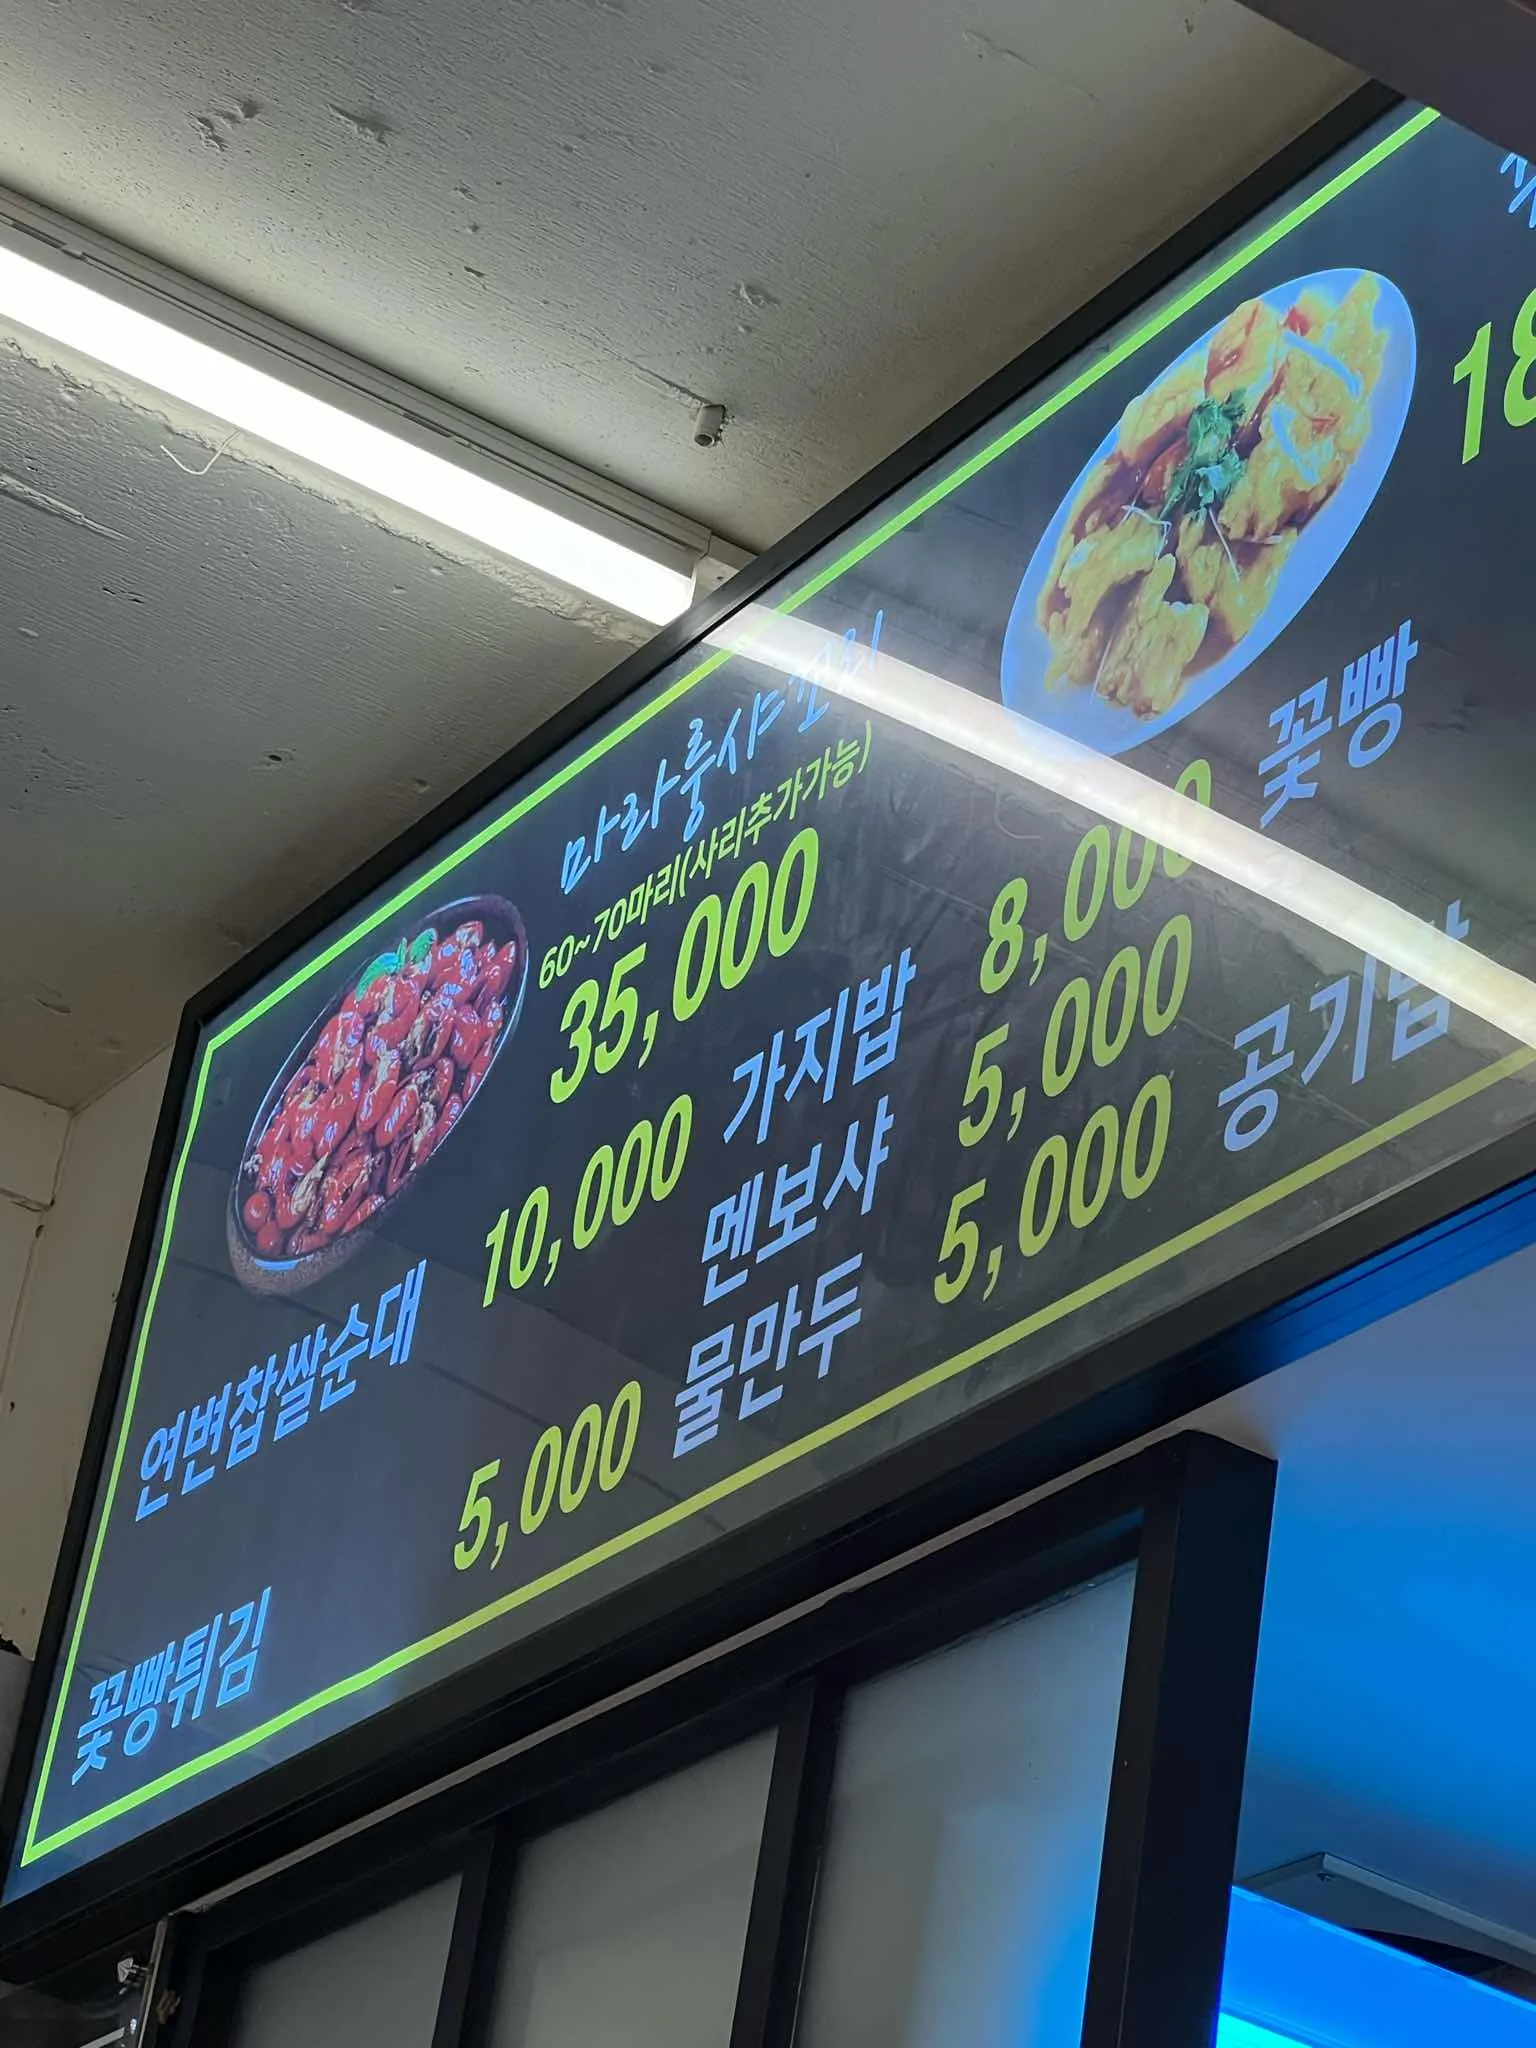 마라룽샤꼬리
60~70마리(사리추가가능)
35,000
연변찹쌀순대 10,000 가지밥 8,000 꽃빵
멘보샤 5,000
꽃빵튀김 5,000 물만두 5,000 공기밥